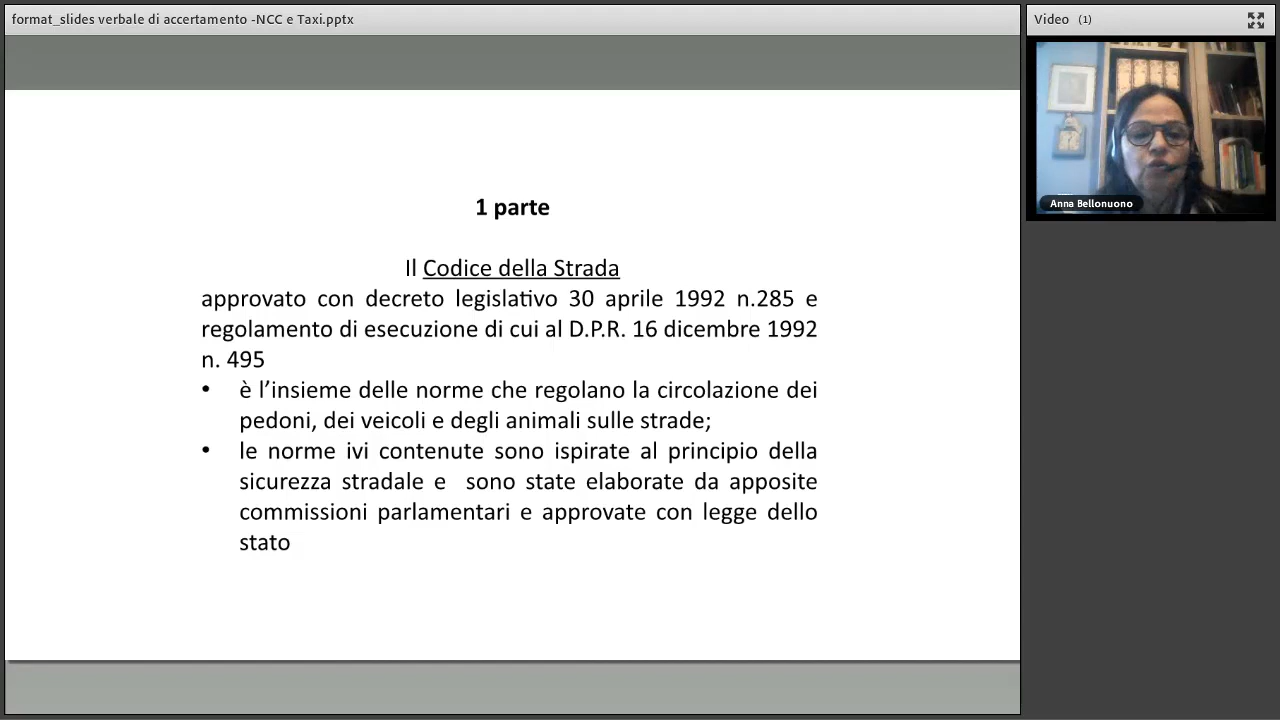 format_slides verbale di accertamento -NCC e Taxi.pptx
Video (1)
Anna Bellonuono
1 parte
Il Codice della Strada
approvato con decreto legislativo 30 aprile 1992 n.285 e
regolamento di esecuzione di cui al D.P.R. 16 dicembre 1992
n. 495
• è l’insieme delle norme che regolano la circolazione dei
pedoni, dei veicoli e degli animali sulle strade;
• le norme ivi contenute sono ispirate al principio della
sicurezza stradale e sono state elaborate da apposite
commissioni parlamentari e approvate con legge dello
stato